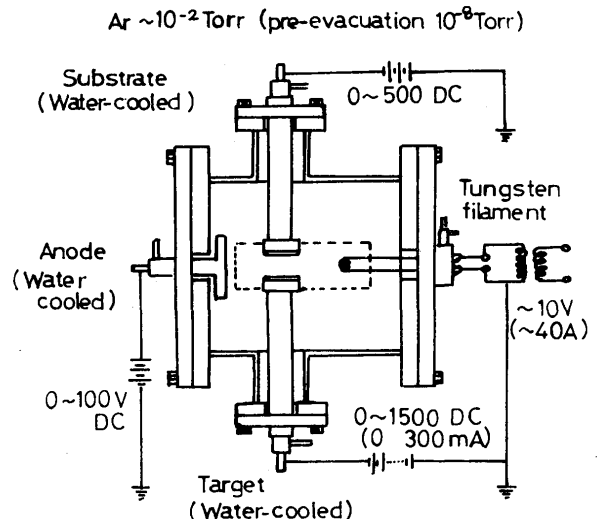 Ar ~10-2 Torr (pre-evacuation 10-8 Torr)
Substrate
(Water-cooled)
0~500 DC
Tungsten
filament
Anode
(Water
cooled)
~10V
(~40A)
0~100V
DC
0~1500 DC
(0 300mA)
Target
(Water-cooled)